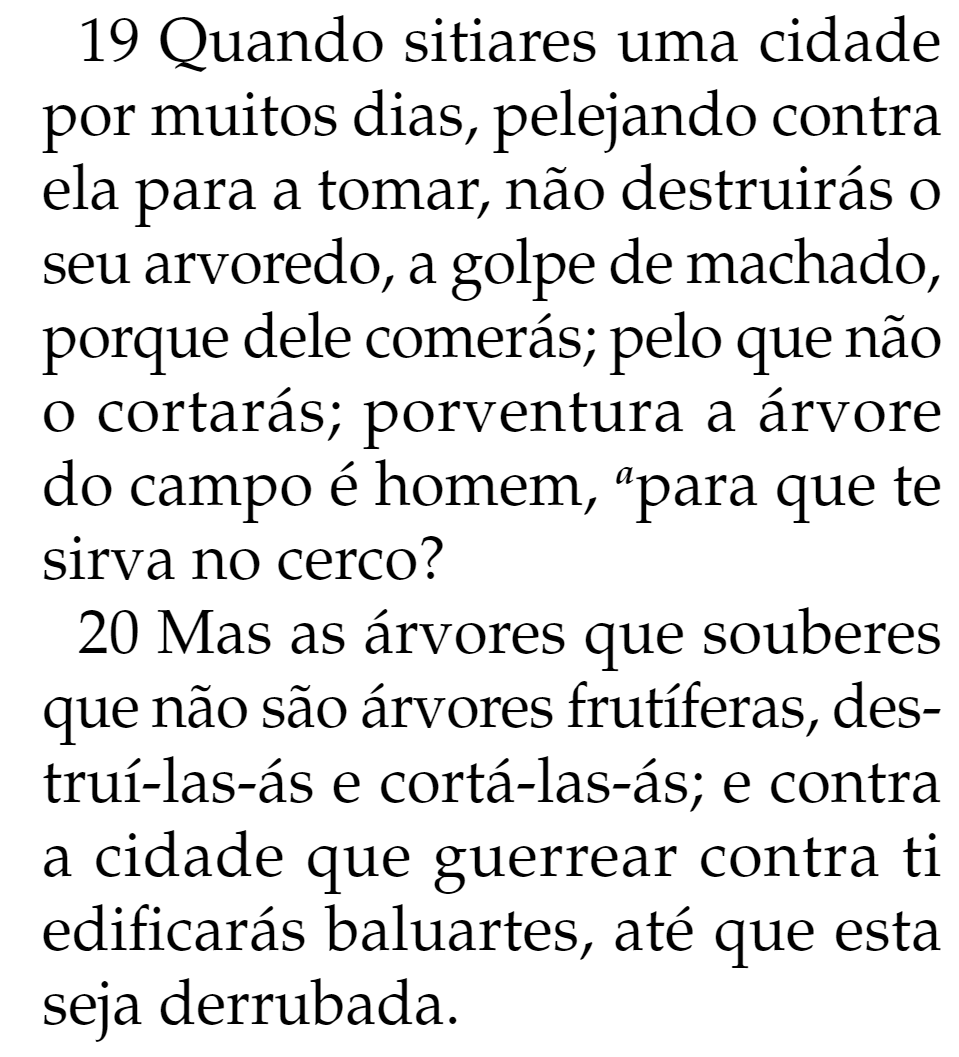 19 Quando sitiares uma cidade
por muitos dias, pelejando contra
ela para a tomar, não destruirás o
seu arvoredo, a golpe de machado,
porque dele comerás; pelo que não
o cortarás; porventura a árvore
do campo é homem, ᵃpara que te
sirva no cerco?
20 Mas as árvores que souberes
que não são árvores frutíferas, des-
truí-las-ás e cortá-las-ás; e contra
a cidade que guerrear contra ti
edificarás baluartes, até que esta
seja derrubada.